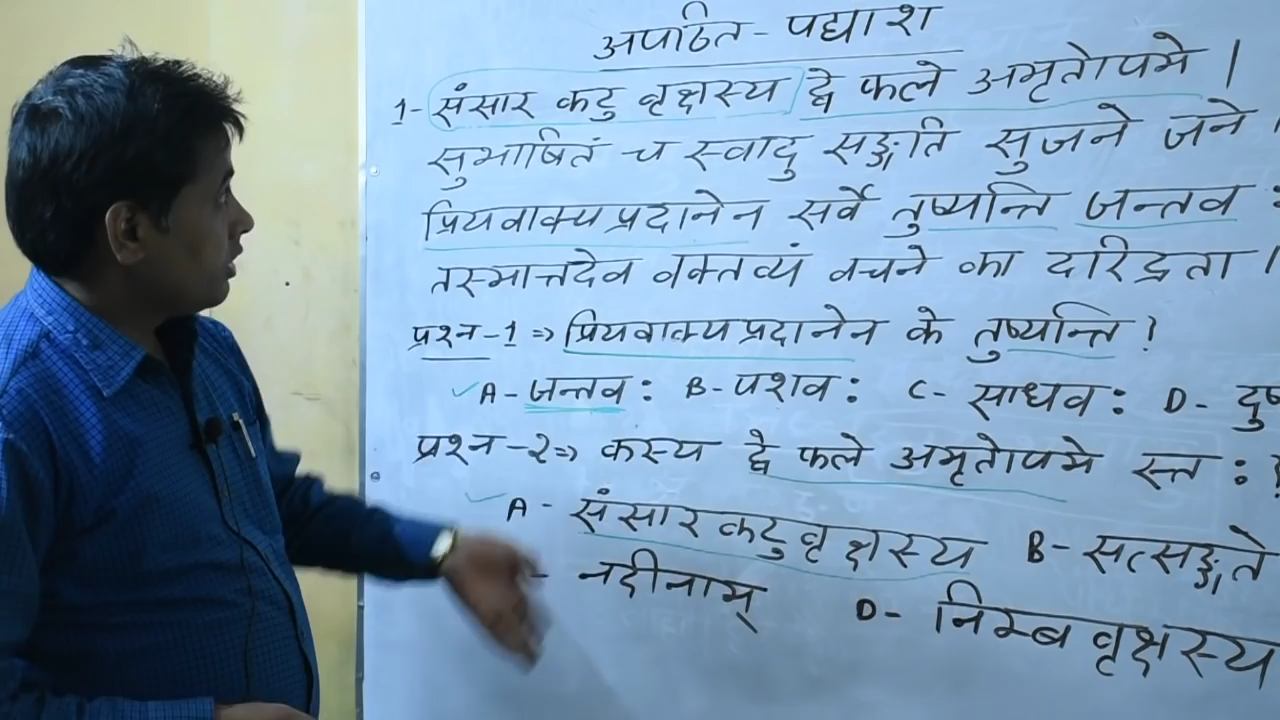 अपठित - पद्याश
1- संसार कटु वृक्षस्य द्वे फले अमृतोपमे ।
सुभाषितं च स्वादु सङ्गति सुजने जने ।
प्रियवाक्यप्रदानेन सर्वे तुष्यन्ति जन्तव :
तस्मात्तदेव वक्तव्यं वचने का दरिद्रता ।
प्रश्न-1 ⇒ प्रियवाक्यप्रदानेन के तुष्यन्ति ?
✓ A- जन्तव : B- पशव : C- साधव : D-
प्रश्न-2 ⇒ कस्य द्वे फले अमृतोपमे स्त : ?
✓ A - संसारकटुवृक्षस्य B- सत्सङ्गते
- नदीनाम् D- निम्बवृक्षस्य